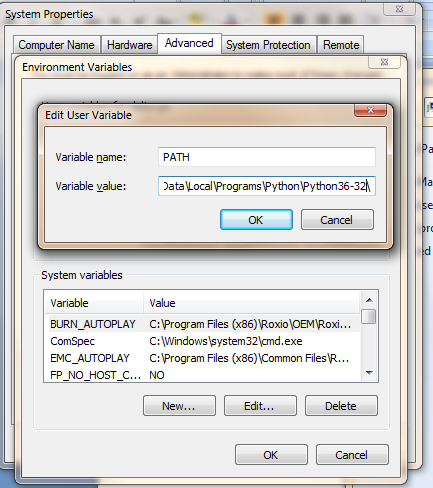 System Properties
Computer Name Hardware Advanced System Protection Remote
Environment Variables
Edit User Variable
Variable name: PATH
Variable value: Data\Local\Programs\Python\Python36-32\
OK Cancel
System variables
Variable Value
BURN_AUTOPLAY C:\Program Files (x86)\Roxio\OEM\Roxi...
ComSpec C:\Windows\system32\cmd.exe
EMC_AUTOPLAY C:\Program Files (x86)\Common Files\R...
FP_NO_HOST_C... NO
New... Edit... Delete
OK Cancel